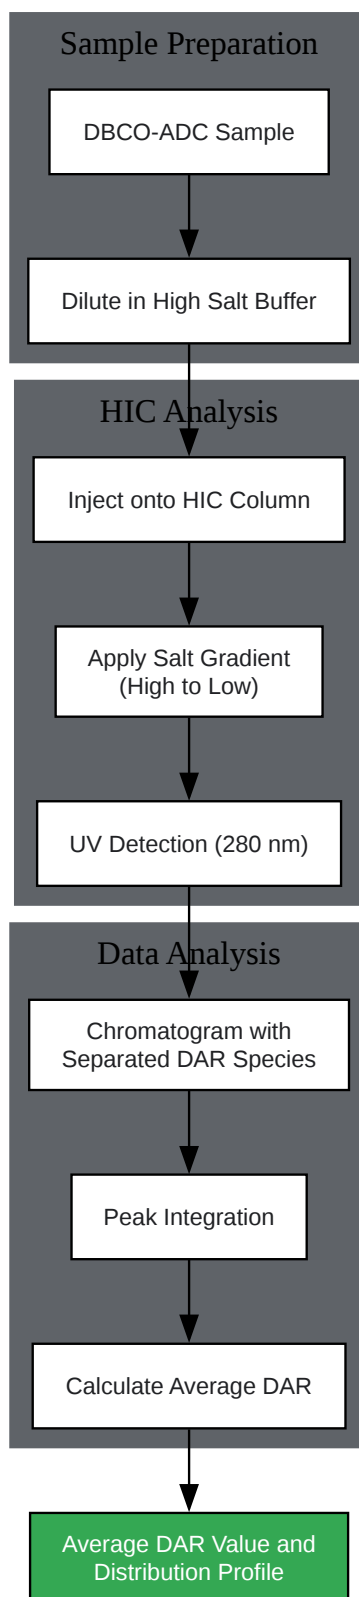 Sample Preparation
DBCO-ADC Sample
Dilute in High Salt Buffer
HIC Analysis
Inject onto HIC Column
Apply Salt Gradient
(High to Low)
UV Detection (280 nm)
Data Analysis
Chromatogram with
Separated DAR Species
Peak Integration
Calculate Average DAR
Average DAR Value and
Distribution Profile